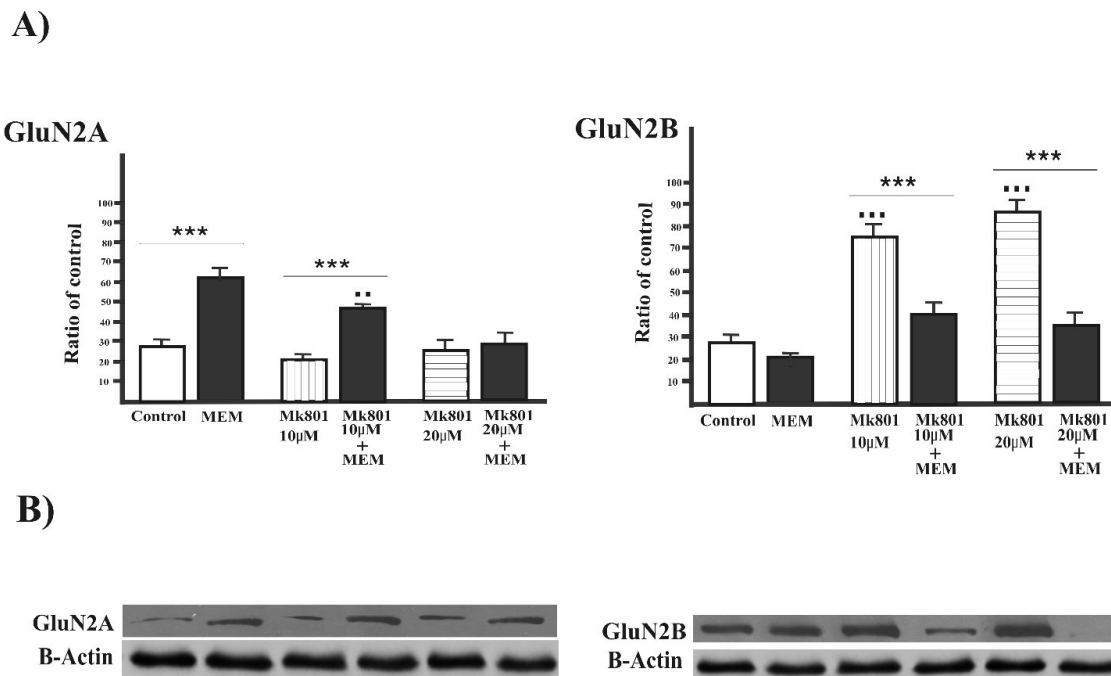 A)
GluN2A
Ratio of control
100
90
80
70
60
50
40
30
20
10
***
***
▪▪
Control
MEM
Mk801
10µM
Mk801
10µM
+
MEM
Mk801
20µM
Mk801
20µM
+
MEM
GluN2B
Ratio of control
100
90
80
70
60
50
40
30
20
10
***
***
▪▪▪
▪▪▪
Control
MEM
Mk801
10µM
Mk801
10µM
+
MEM
Mk801
20µM
Mk801
20µM
+
MEM
B)
GluN2A
B-Actin
GluN2B
B-Actin